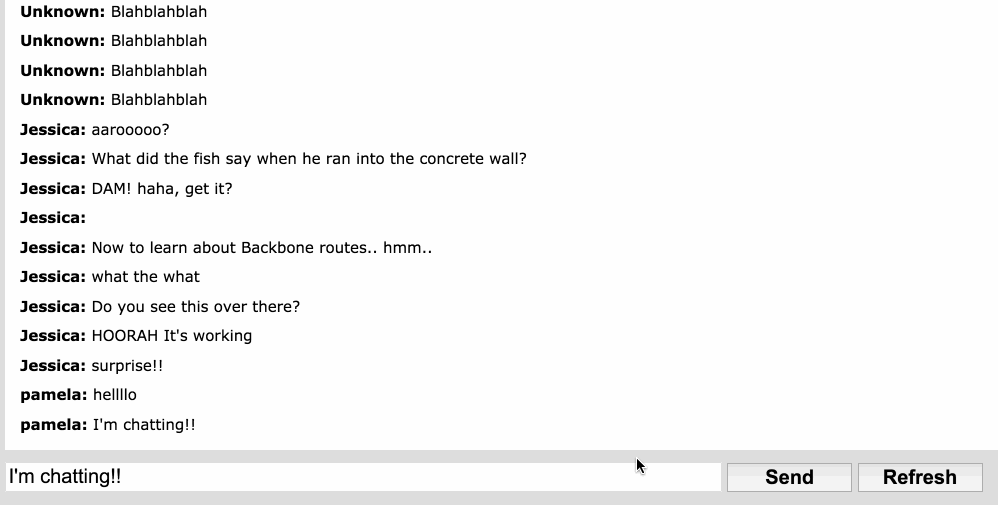 Unknown: Blahblahblah
Unknown: Blahblahblah
Unknown: Blahblahblah
Unknown: Blahblahblah
Jessica: aarooooo?
Jessica: What did the fish say when he ran into the concrete wall?
Jessica: DAM! haha, get it?
Jessica:
Jessica: Now to learn about Backbone routes.. hmm..
Jessica: what the what
Jessica: Do you see this over there?
Jessica: HOORAH It's working
Jessica: surprise!!
pamela: hellllo
pamela: I'm chatting!!
I'm chatting!! Send Refresh